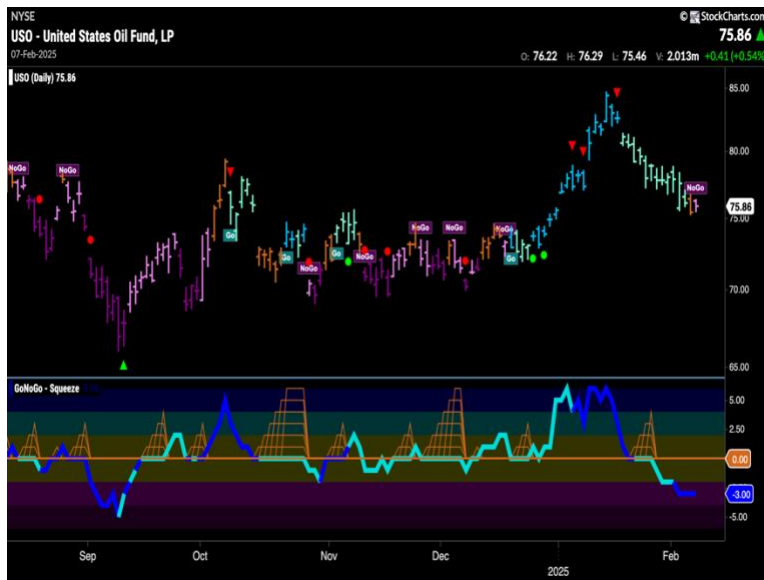 NYSE
© StockCharts.com
USO - United States Oil Fund, LP
75.86
07-Feb-2025
O: 76.22 H: 76.29 L: 75.46 V: 2.013m +0.41 (+0.54%)
USO (Daily) 75.86
85.00
80.00
NoGo
NoGo
NoGo
75.86
75.00
Go
NoGo
NoGo
NoGo
Go
Go
NoGo
Go
NoGo
70.00
65.00
GoNoGo - Squeeze
5.00
2.50
0.00
-3.00
-5.00
Sep
Oct
Nov
Dec
2025
Feb